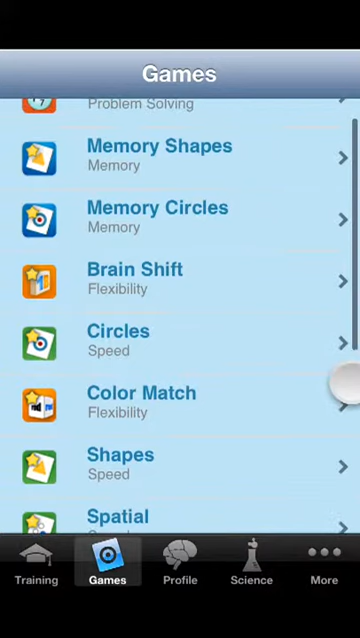 Games
Problem Solving
Memory Shapes
Memory
Memory Circles
Memory
Brain Shift
Flexibility
Circles
Speed
Color Match
Flexibility
Shapes
Speed
Spatial
Training
Games
Profile
Science
More